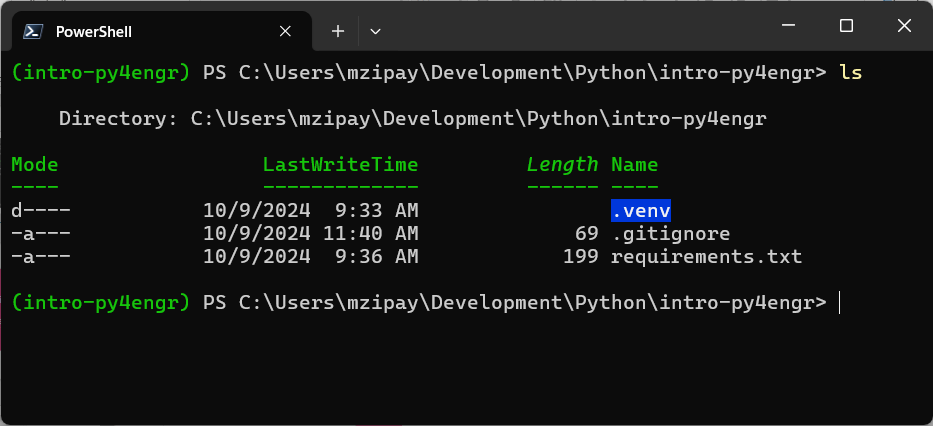 PowerShell
(intro-py4engr) PS C:\Users\mzipay\Development\Python\intro-py4engr> ls
Directory: C:\Users\mzipay\Development\Python\intro-py4engr
Mode LastWriteTime Length Name
---- ------------- ------ ----
d---- 10/9/2024 9:33 AM .venv
-a--- 10/9/2024 11:40 AM 69 .gitignore
-a--- 10/9/2024 9:36 AM 199 requirements.txt
(intro-py4engr) PS C:\Users\mzipay\Development\Python\intro-py4engr>